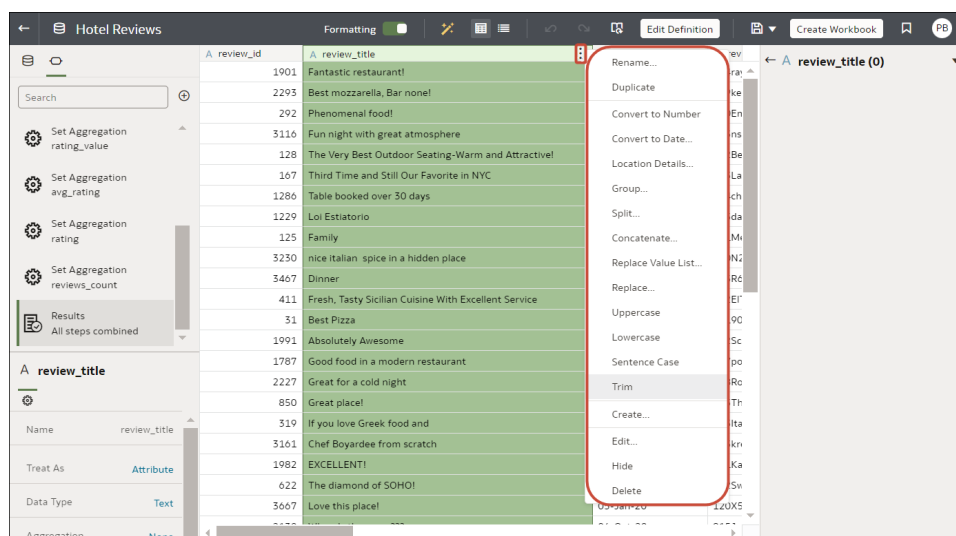 Hotel Reviews
Formatting
Edit Definition
Create Workbook
PB
Search
Set Aggregation
rating_value
Set Aggregation
avg_rating
Set Aggregation
rating
Set Aggregation
reviews_count
Results
All steps combined
A review_title
Name review_title
Treat As Attribute
Data Type Text
Aggregation None
A review_id A review_title
1901 Fantastic restaurant!
2293 Best mozzarella, Bar none!
292 Phenomenal food!
3116 Fun night with great atmosphere
128 The Very Best Outdoor Seating-Warm and Attractive!
167 Third Time and Still Our Favorite in NYC
1286 Table booked over 30 days
1229 Loi Estiatorio
125 Family
3230 nice italian spice in a hidden place
3467 Dinner
411 Fresh, Tasty Sicilian Cuisine With Excellent Service
31 Best Pizza
1991 Absolutely Awesome
1787 Good food in a modern restaurant
2227 Great for a cold night
850 Great place!
319 If you love Greek food and
3161 Chef Boyardee from scratch
1982 EXCELLENT!
622 The diamond of SOHO!
3667 Love this place! 05-Jan-20 120X5
Rename...
Duplicate
Convert to Number
Convert to Date...
Location Details...
Group...
Split...
Concatenate...
Replace Value List...
Replace...
Uppercase
Lowercase
Sentence Case
Trim
Create...
Edit...
Hide
Delete
A review_title (0)